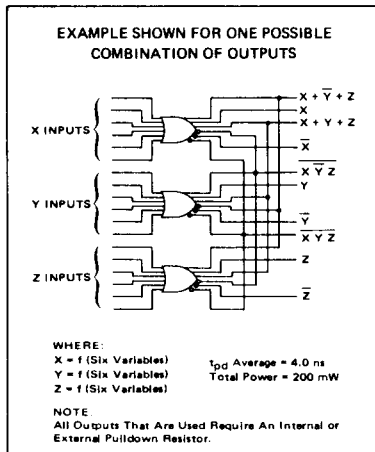 EXAMPLE SHOWN FOR ONE POSSIBLE
COMBINATION OF OUTPUTS
X INPUTS
Y INPUTS
Z INPUTS
X + Y̅ + Z
X
X + Y + Z
X̅
X̅ ̅Y̅ ̅Z̅
Y
Y̅
X̅ ̅Y̅ ̅Z̅
Z
Z̅
WHERE:
X = f (Six Variables)
Y = f (Six Variables)
Z = f (Six Variables)
tpd Average = 4.0 ns
Total Power = 200 mW
NOTE
All Outputs That Are Used Require An Internal or
External Pulldown Resistor.